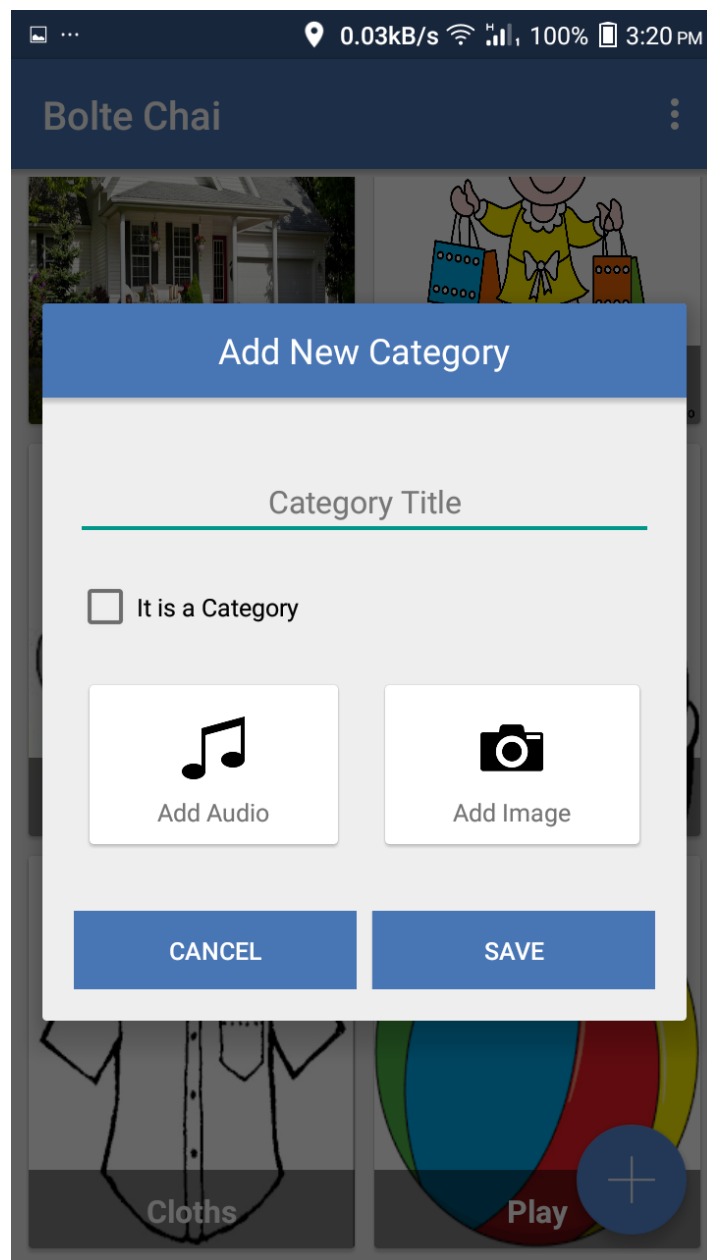 0.03kB/s H 1 100% 3:20 PM
Bolte Chai
Add New Category
Category Title
It is a Category
Add Audio Add Image
CANCEL SAVE
Cloths Play